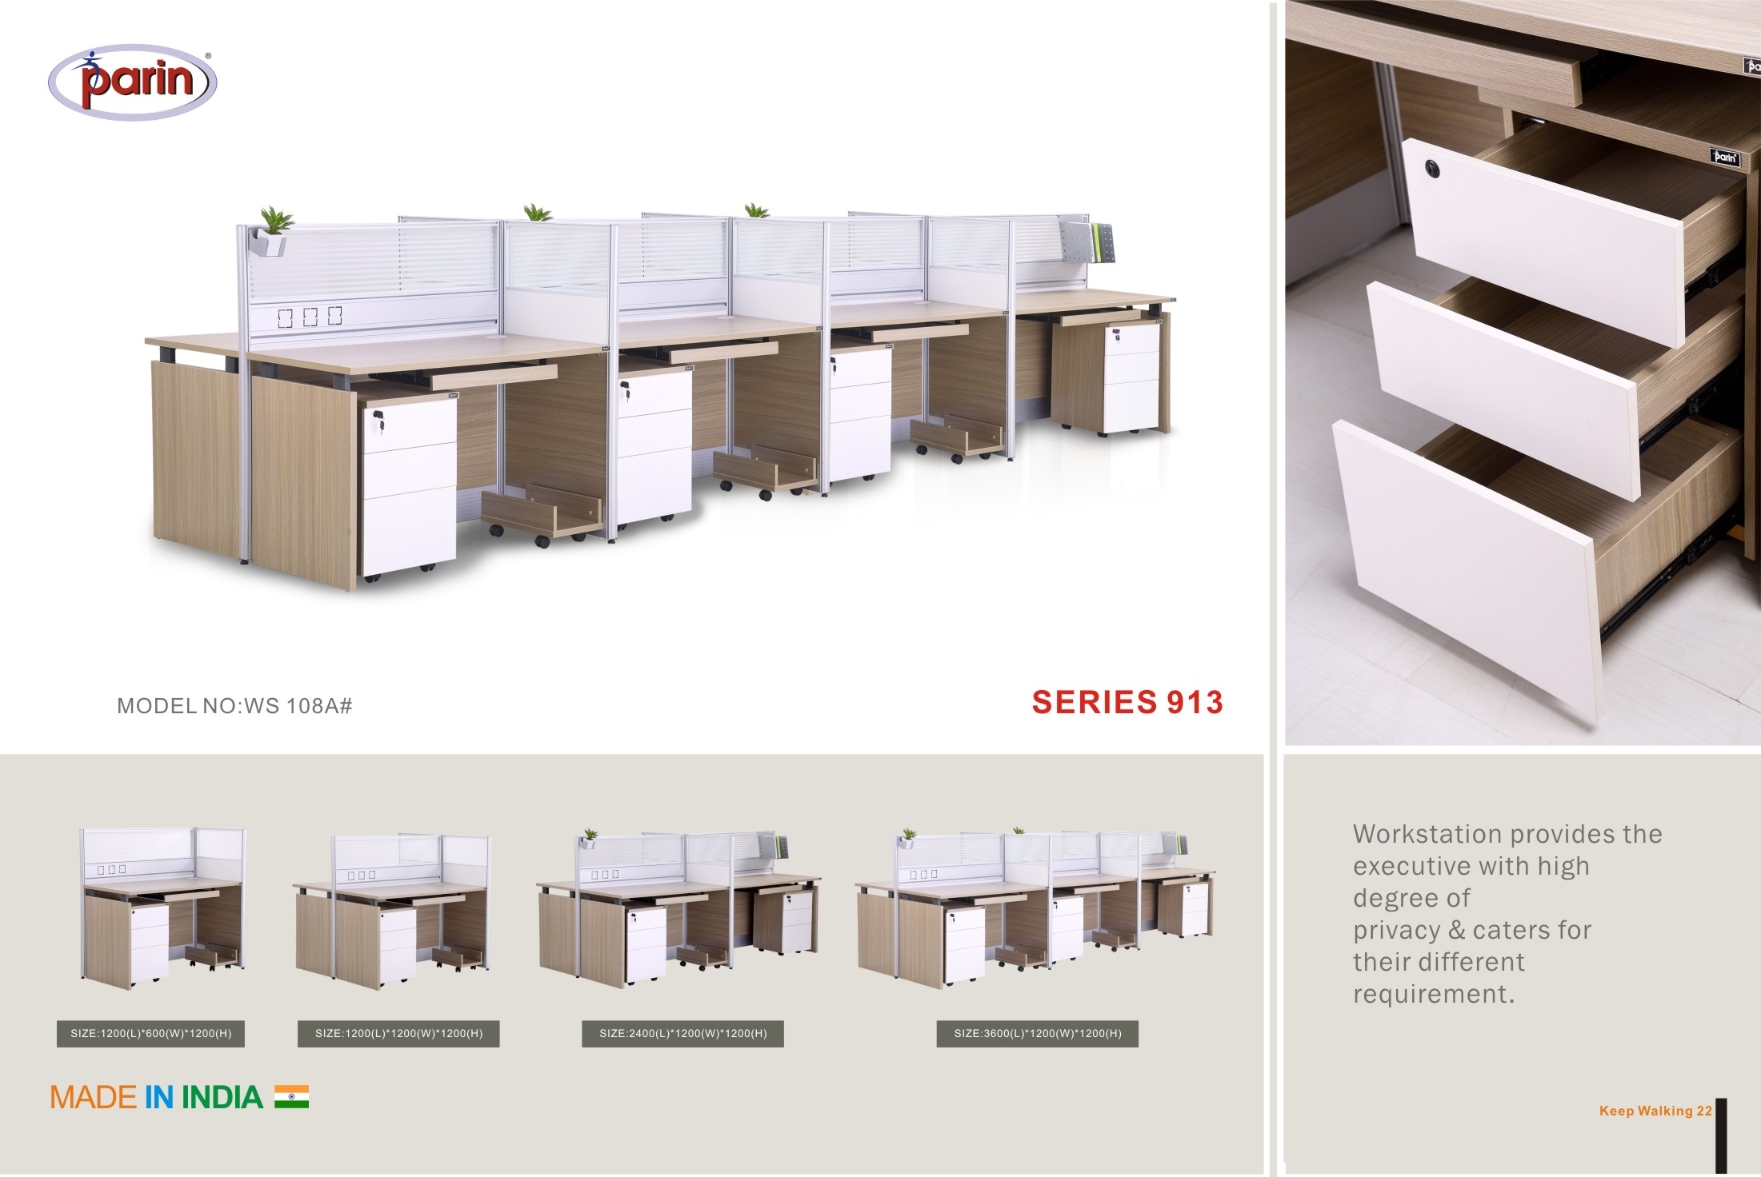 parin®
parin
parin
MODEL NO:WS 108A#
SERIES 913
SIZE:1200(L)*600(W)*1200(H)
SIZE:1200(L)*1200(W)*1200(H)
SIZE:2400(L)*1200(W)*1200(H)
SIZE:3600(L)*1200(W)*1200(H)
MADE IN INDIA
Workstation provides the
executive with high
degree of
privacy & caters for
their different
requirement.
Keep Walking 22